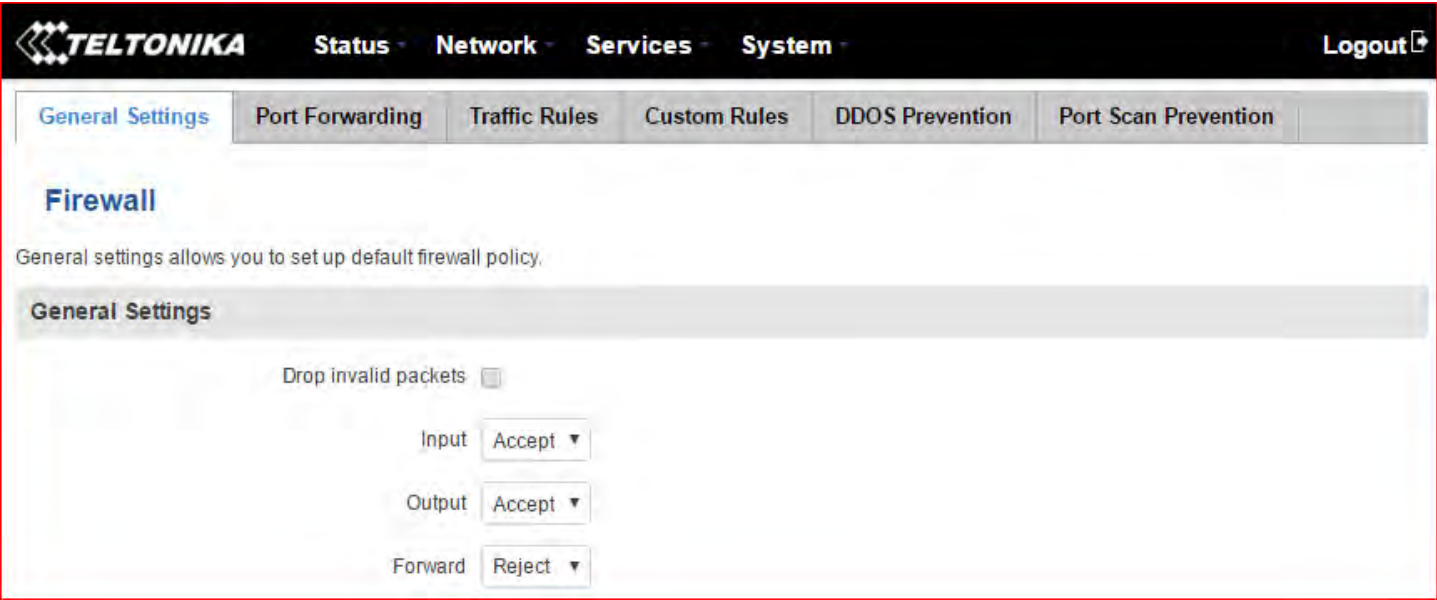 TELTONIKA Status Network Services System Logout
General Settings Port Forwarding Traffic Rules Custom Rules DDOS Prevention Port Scan Prevention
Firewall
General settings allows you to set up default firewall policy.
General Settings
Drop invalid packets
Input Accept
Output Accept
Forward Reject